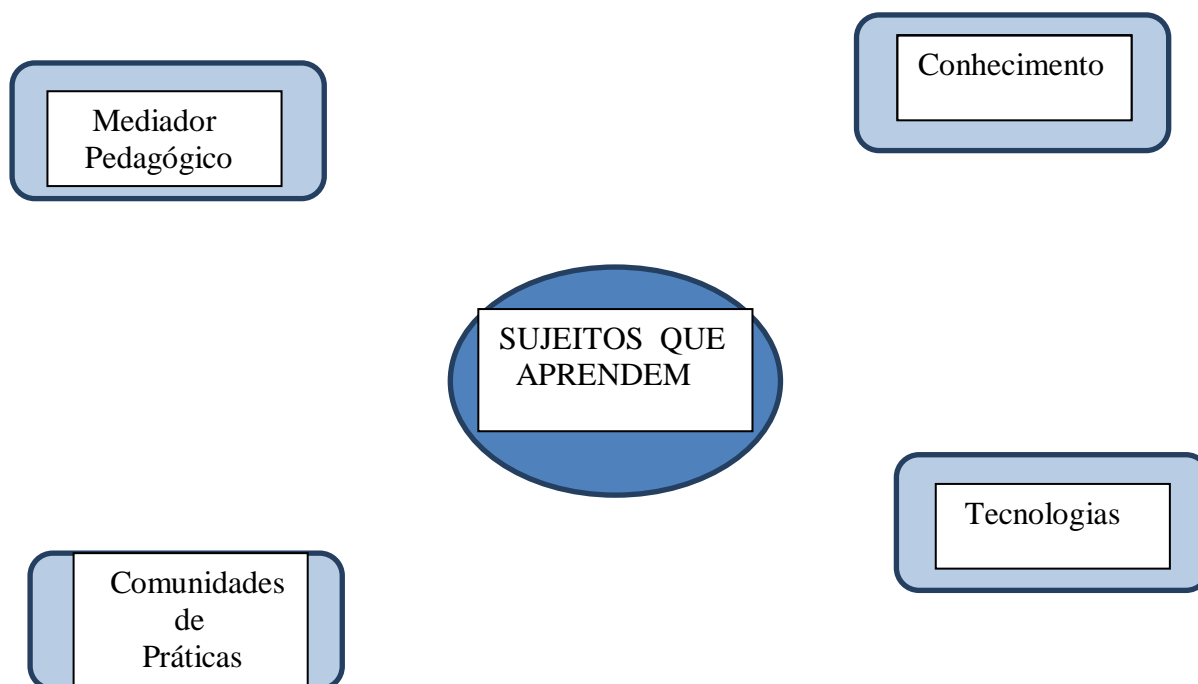 Mediador
Pedagógico
Conhecimento
SUJEITOS QUE
APRENDEM
Tecnologias
Comunidades
de
Práticas